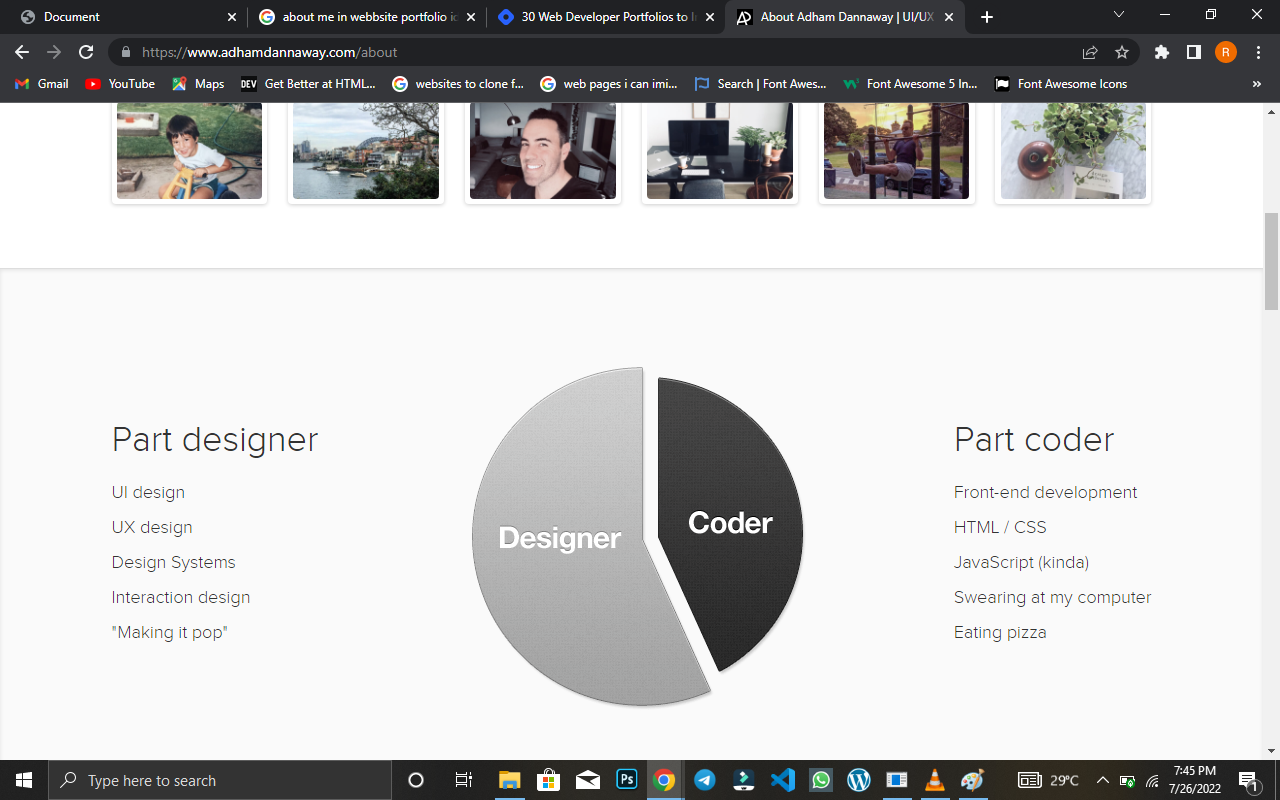 Document
about me in webbsite portfolio ic
30 Web Developer Portfolios to I
About Adham Dannaway | UI/UX
https://www.adhamdannaway.com/about
R
Gmail
YouTube
Maps
DEV Get Better at HTML...
websites to clone f...
web pages i can imi...
Search | Font Awes...
Font Awesome 5 In...
Font Awesome Icons
»
Part designer
UI design
UX design
Design Systems
Interaction design
"Making it pop"
Designer
Coder
Part coder
Front-end development
HTML / CSS
JavaScript (kinda)
Swearing at my computer
Eating pizza
Type here to search
Ps
29°C
7:45 PM
7/26/2022
1